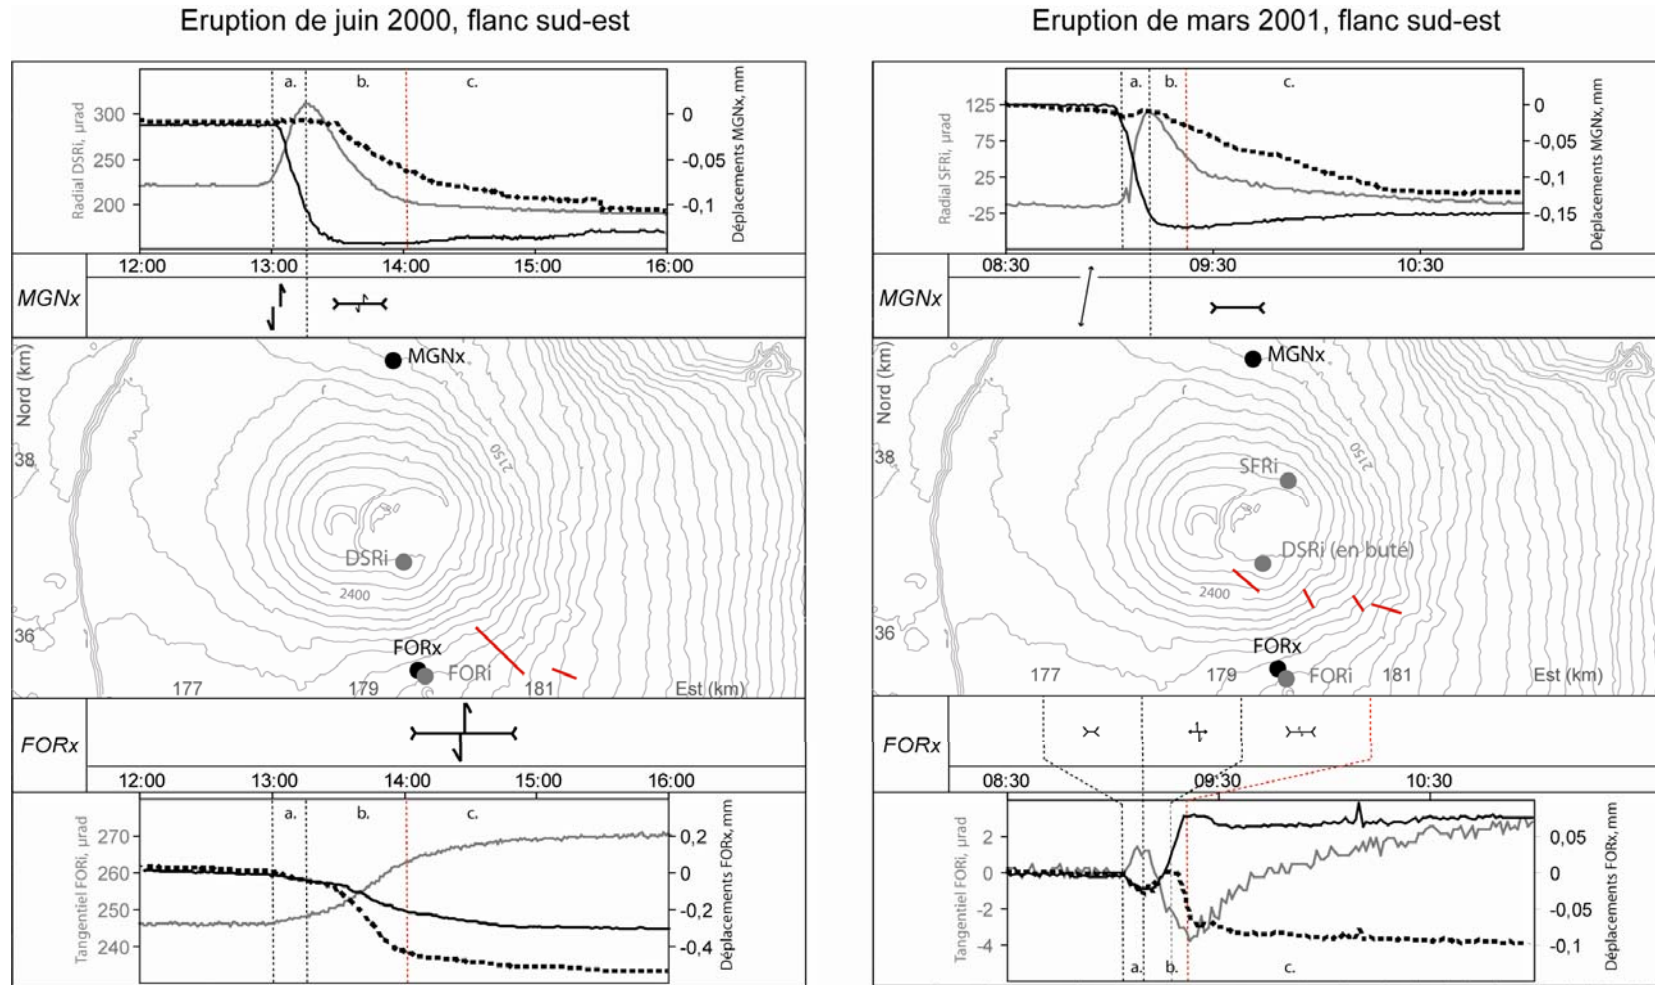 Eruption de juin 2000, flanc sud-est
a. b. c.
300
250
200
Radial DSRi, µrad
0
-0,05
-0,1
Déplacements MGNx, mm
12:00 13:00 14:00 15:00 16:00
MGNx
MGNx
Nord (km)
2150
38
DSRi
2400
36
FORx
FORi
177 179 181 Est (km)
FORx
12:00 13:00 14:00 15:00 16:00
a. b. c.
270
260
250
240
Tangentiel FORi, µrad
0,2
0
-0,2
-0,4
Déplacements FORx, mm
Eruption de mars 2001, flanc sud-est
a. b. c.
125
75
25
-25
Radial SFRi, µrad
0
-0,05
-0,1
-0,15
Déplacements MGNx, mm
08:30 09:30 10:30
MGNx
MGNx
Nord (km)
2150
38
SFRi
DSRi (en buté)
2400
36
FORx
FORi
177 179 181 Est (km)
FORx
08:30 09:30 10:30
2
0
-2
-4
Tangentiel FORi, µrad
0,05
0
-0,05
-0,1
Déplacements FORx, mm
a. b. c.